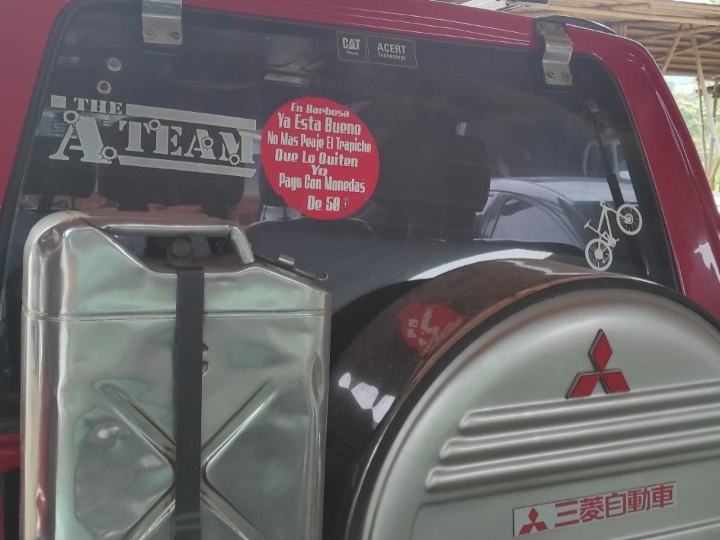 CAT
ACERT
Technology
THE
A TEAM
En Barbosa
Ya Esta Bueno
No Mas Peaje El Trapiche
Que Lo Quiten
Yo
Pago Con Monedas
De 50
三菱自動車